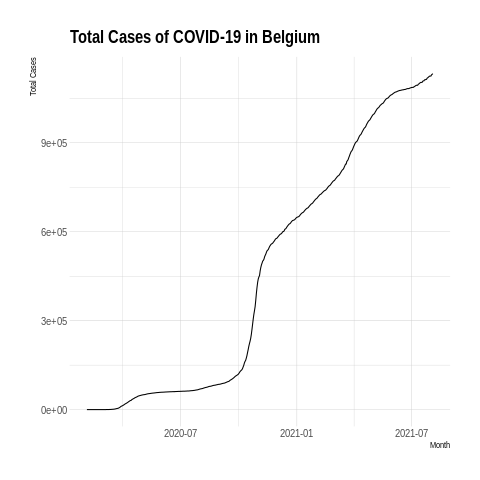 Total Cases of COVID-19 in Belgium
Total Cases
9e+05
6e+05
3e+05
0e+00
2020-07 2021-01 2021-07
Month